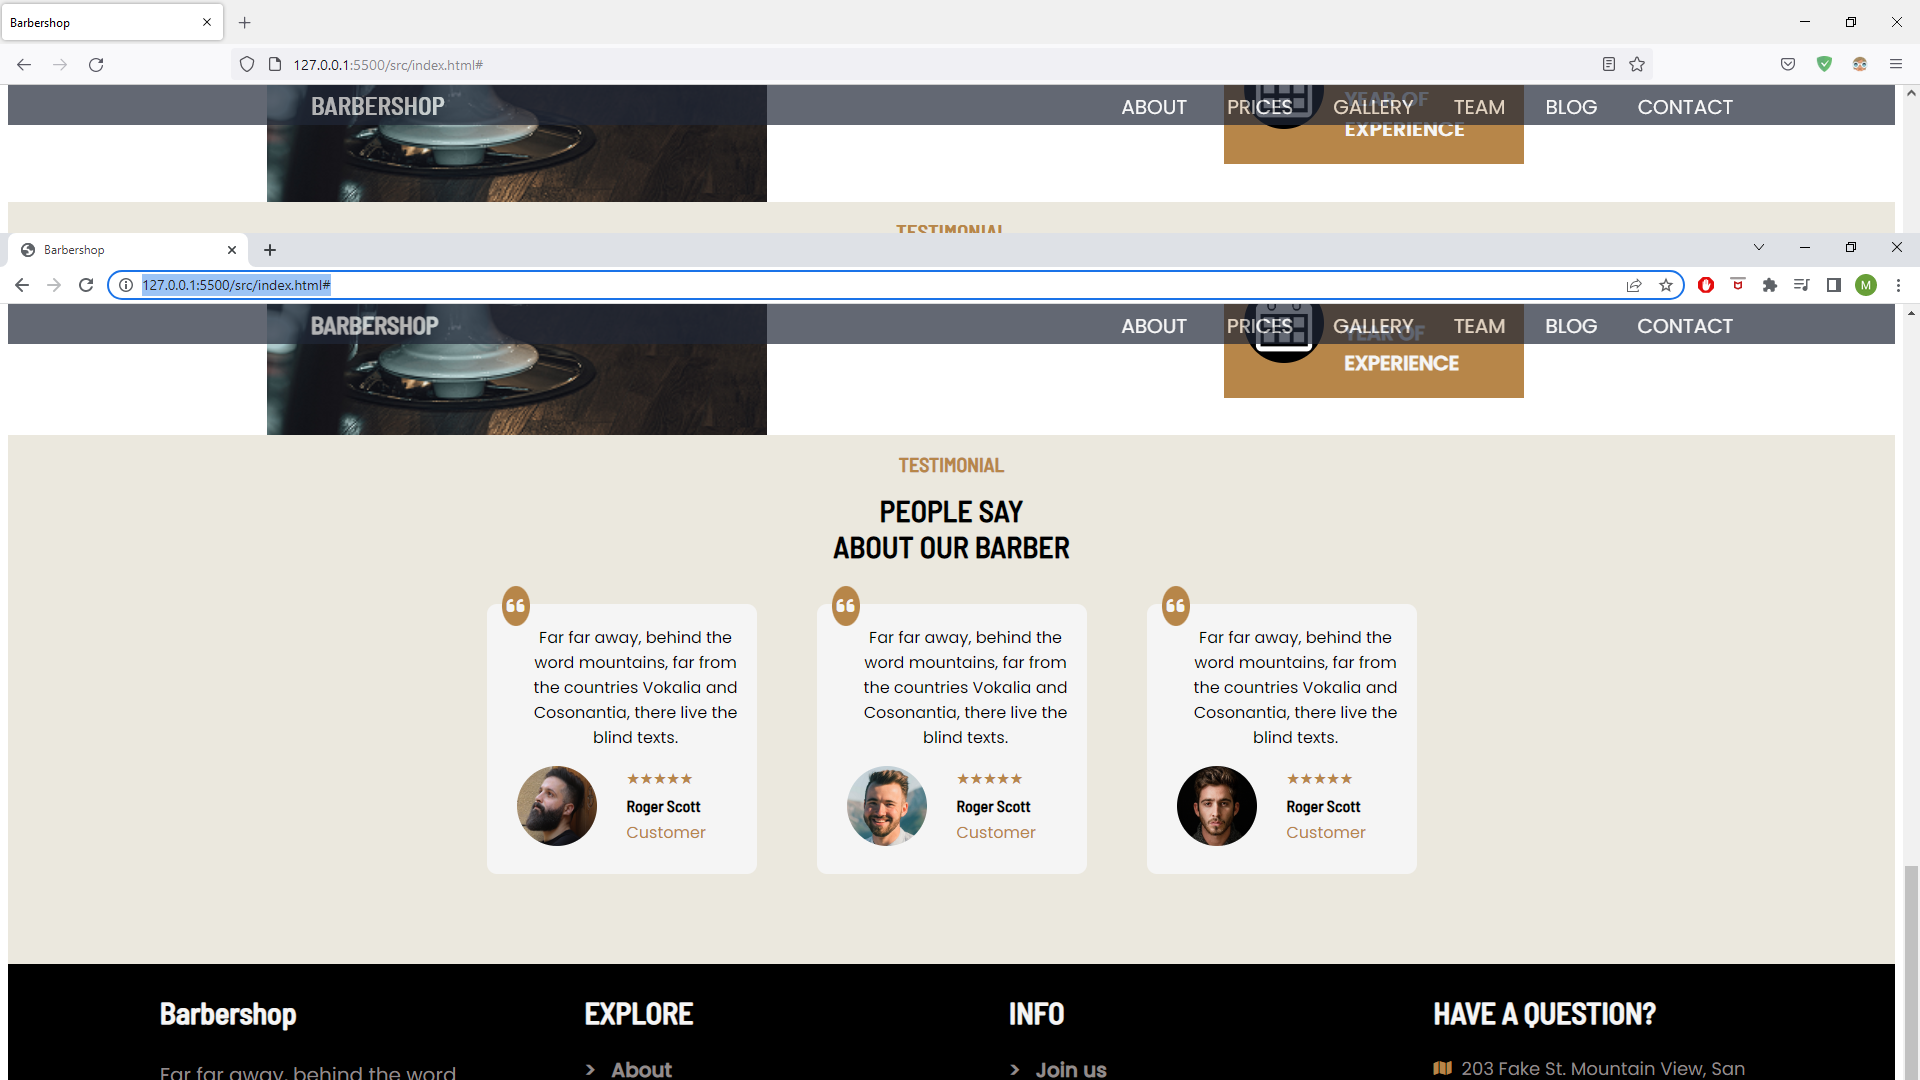 Barbershop
127.0.0.1:5500/src/index.html#
BARBERSHOP ABOUT PRICES GALLERY TEAM BLOG CONTACT
YEAR OF
EXPERIENCE
TESTIMONIAL
Barbershop
127.0.0.1:5500/src/index.html#
M
BARBERSHOP ABOUT PRICES GALLERY TEAM BLOG CONTACT
YEAR OF
EXPERIENCE
TESTIMONIAL
PEOPLE SAY
ABOUT OUR BARBER
Far far away, behind the
word mountains, far from
the countries Vokalia and
Cosonantia, there live the
blind texts.
Roger Scott
Customer
Far far away, behind the
word mountains, far from
the countries Vokalia and
Cosonantia, there live the
blind texts.
Roger Scott
Customer
Far far away, behind the
word mountains, far from
the countries Vokalia and
Cosonantia, there live the
blind texts.
Roger Scott
Customer
Barbershop
Far far away, behind the word
EXPLORE
> About
INFO
> Join us
HAVE A QUESTION?
203 Fake St. Mountain View, San